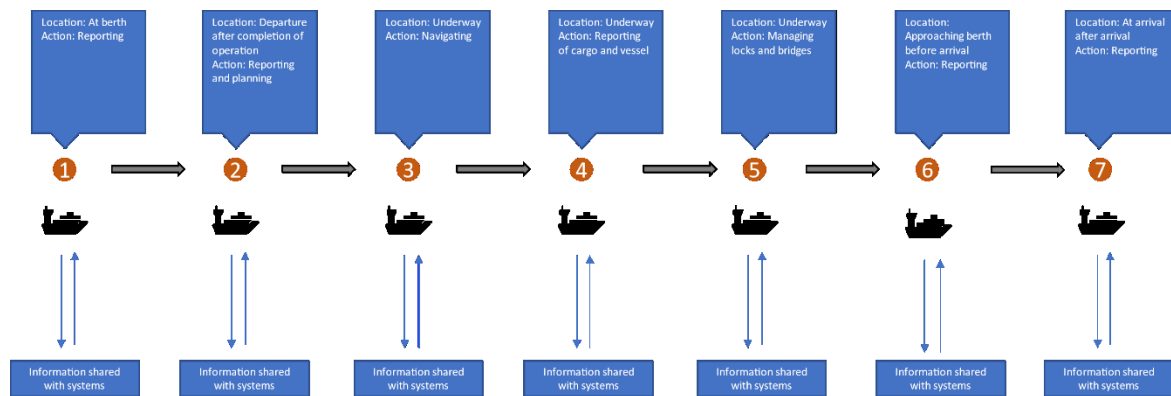 Location: At berth
Action: Reporting
Location: Departure
after completion of
operation
Action: Reporting
and planning
Location: Underway
Action: Navigating
Location: Underway
Action: Reporting
of cargo and vessel
Location: Underway
Action: Managing
locks and bridges
Location:
Approaching berth
before arrival
Action: Reporting
Location: At arrival
after arrival
Action: Reporting
1
2
3
4
5
6
7
Information shared
with systems
Information shared
with systems
Information shared
with systems
Information shared
with systems
Information shared
with systems
Information shared
with systems
Information shared
with systems